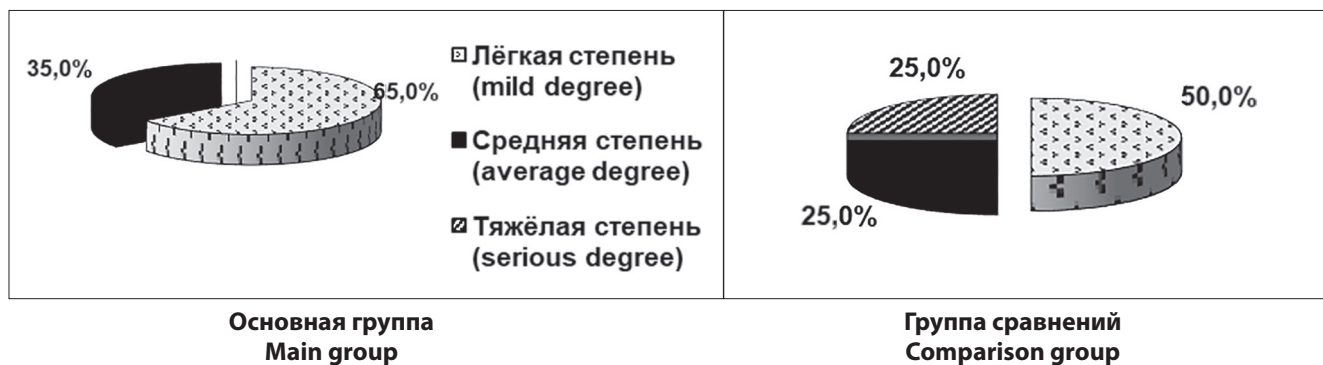 35,0%
65,0%
Лёгкая степень
(mild degree)
Средняя степень
(average degree)
Тяжёлая степень
(serious degree)
25,0%
50,0%
25,0%
Основная группа
Main group
Группа сравнений
Comparison group